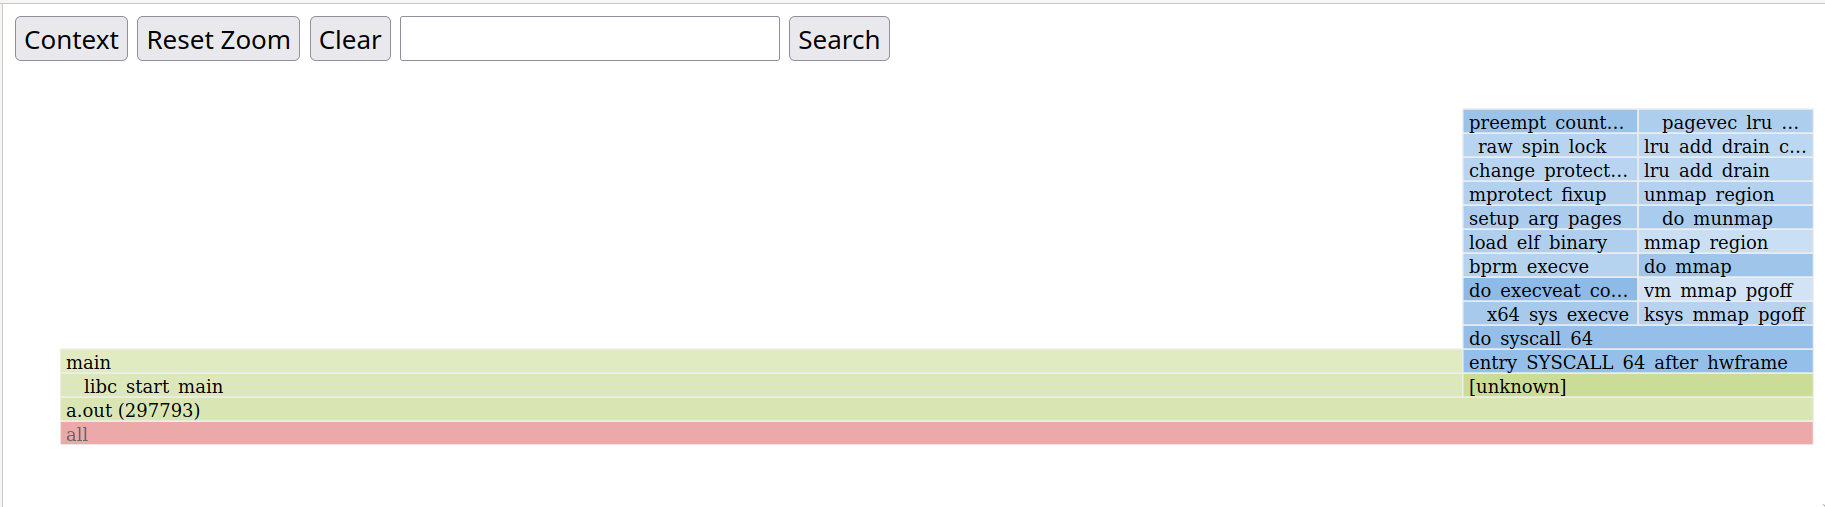 Context Reset Zoom Clear Search
preempt count... pagevec lru ...
raw spin lock lru add drain c...
change protect... lru add drain
mprotect fixup unmap region
setup arg pages do munmap
load elf binary mmap region
bprm execve do mmap
do execveat co... vm mmap pgoff
x64 sys execve ksys mmap pgoff
do syscall 64
main entry SYSCALL 64 after hwframe
libc start main [unknown]
a.out (297793)
all